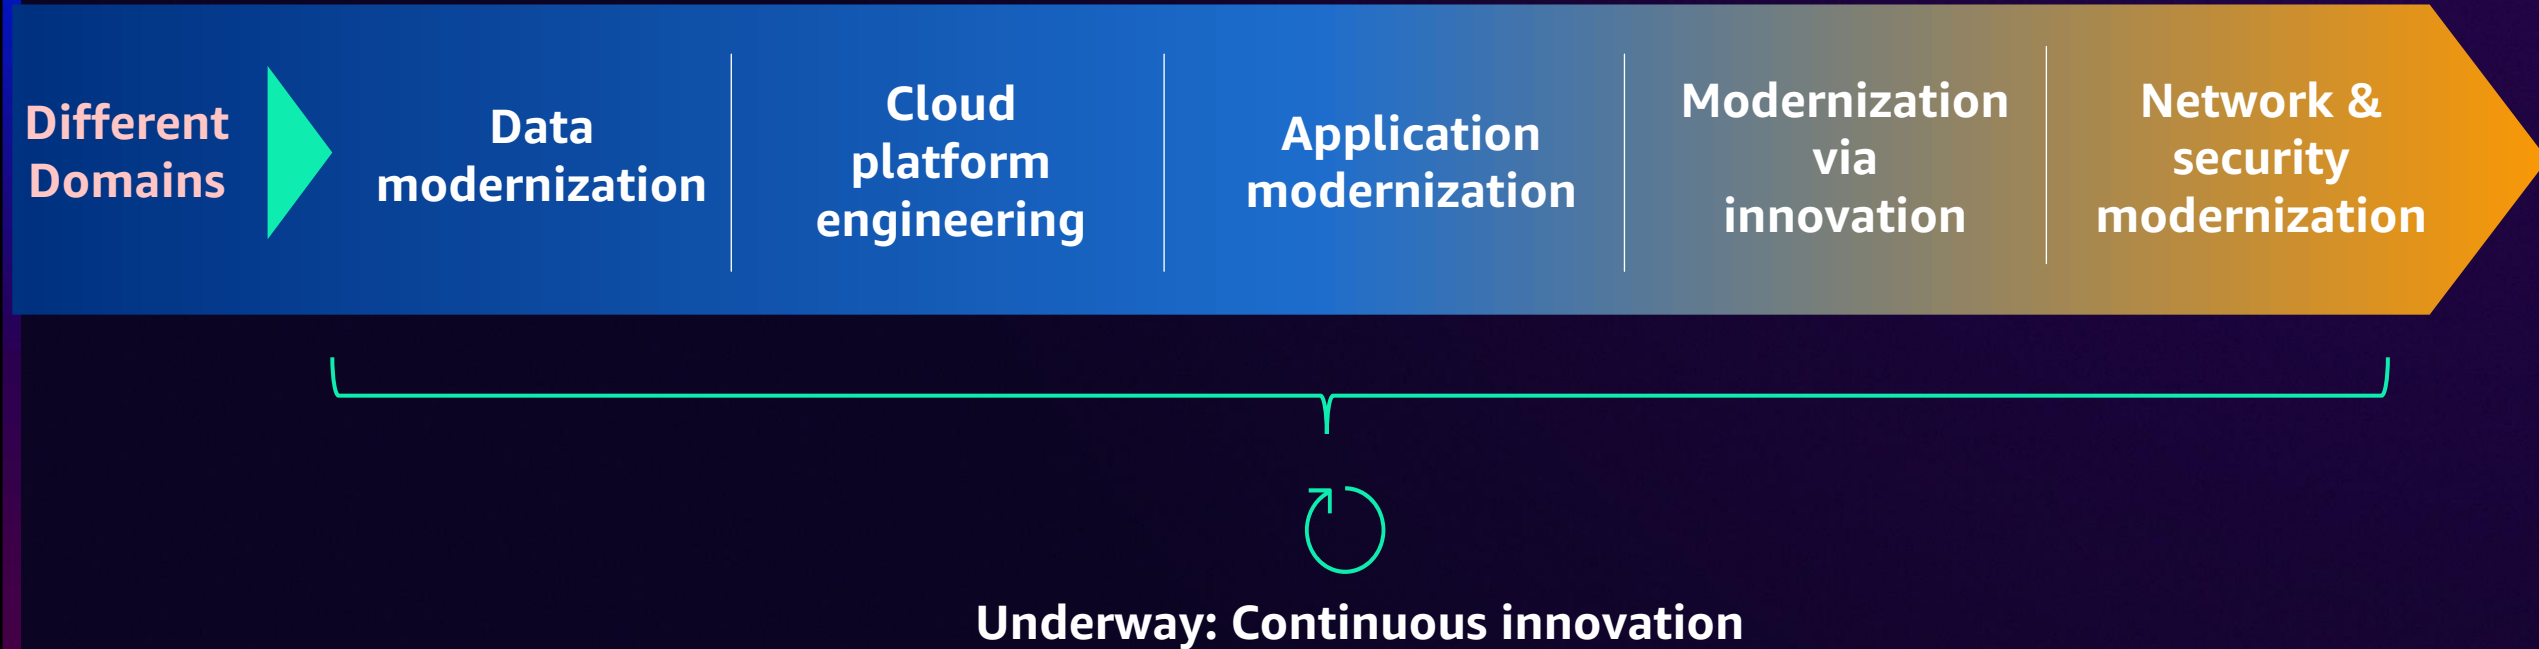 Different
Domains
Data
modernization
Cloud
platform
engineering
Application
modernization
Modernization
via
innovation
Network &
security
modernization
Underway: Continuous innovation